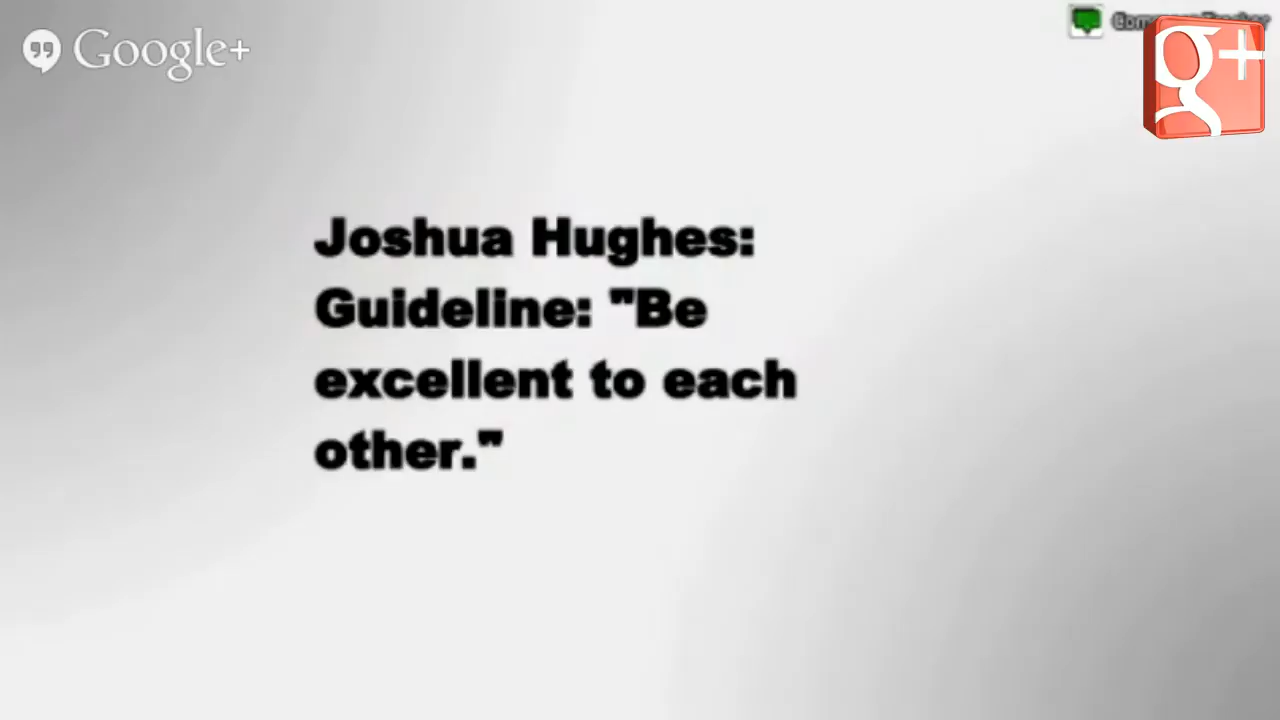 Google+
g+
Joshua Hughes:
Guideline: "Be
excellent to each
other."